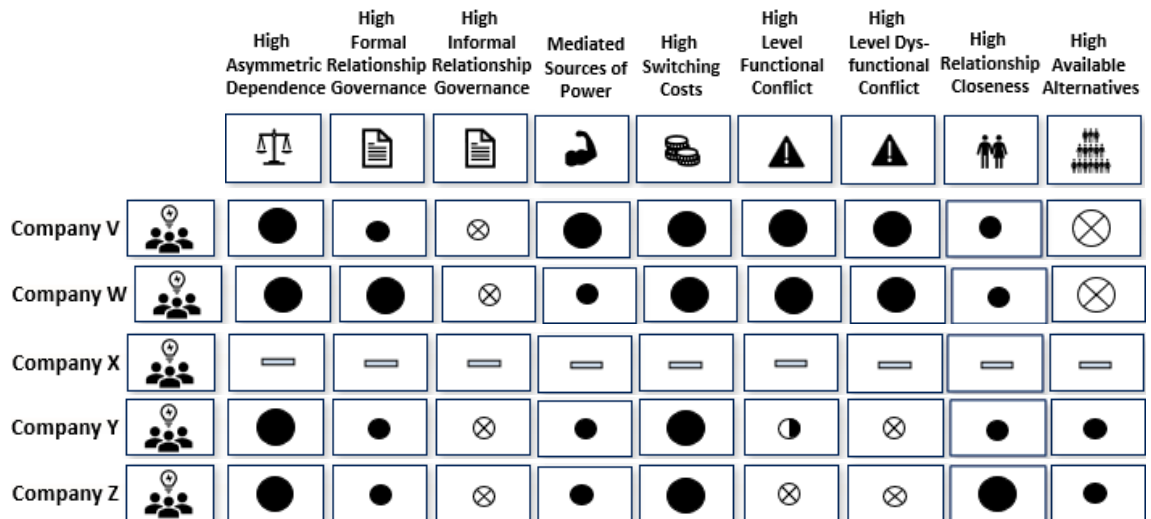 High
Asymmetric
Dependence
High
Formal
Relationship
Governance
High
Informal
Relationship
Governance
Mediated
Sources of
Power
High
Switching
Costs
High
Level
Functional
Conflict
High
Level Dys-
functional
Conflict
High
Relationship
Closeness
High
Available
Alternatives
Company V
Company W
Company X
Company Y
Company Z